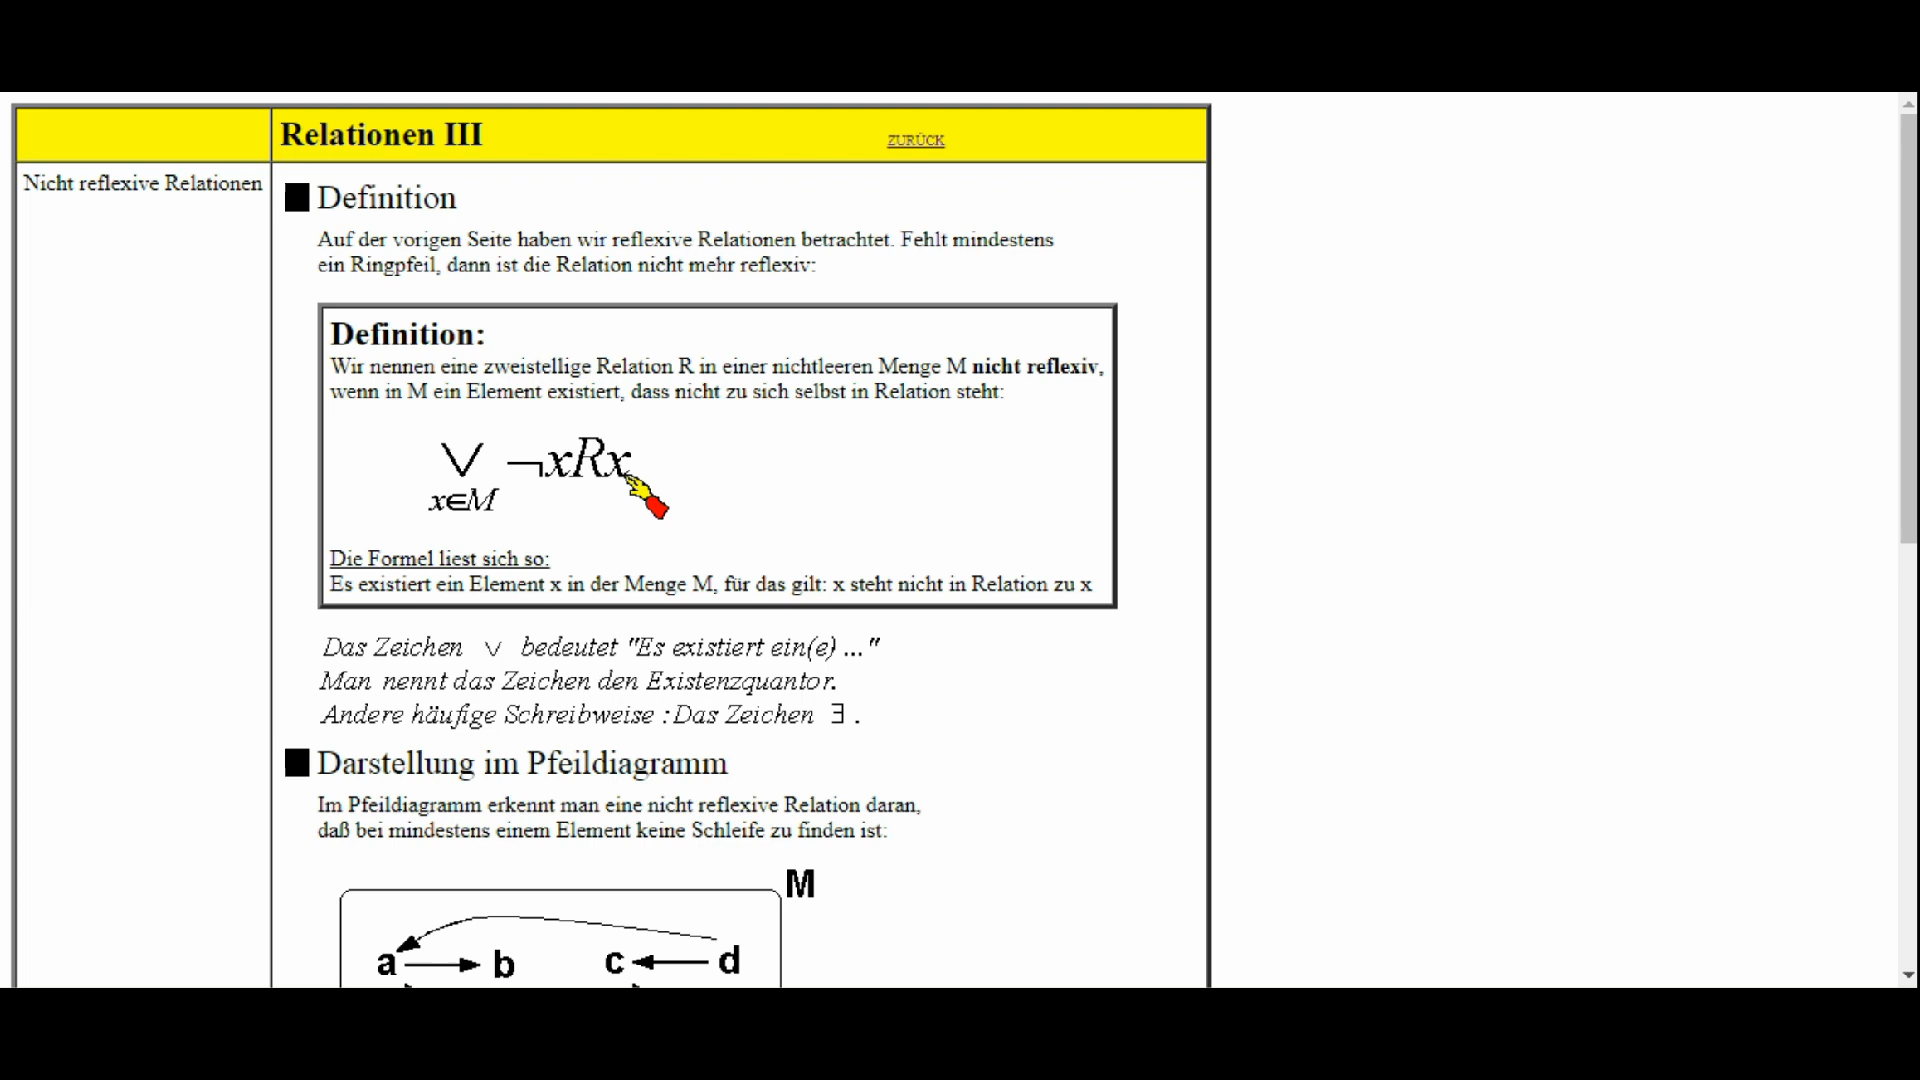 Relationen III
ZURÜCK
Nicht reflexive Relationen
Definition
Auf der vorigen Seite haben wir reflexive Relationen betrachtet. Fehlt mindestens
ein Ringpfeil, dann ist die Relation nicht mehr reflexiv:
Definition:
Wir nennen eine zweistellige Relation R in einer nichtleeren Menge M nicht reflexiv,
wenn in M ein Element existiert, dass nicht zu sich selbst in Relation steht:
∨ ¬xRx
x∈M
Die Formel liest sich so:
Es existiert ein Element x in der Menge M, für das gilt: x steht nicht in Relation zu x
Das Zeichen ∨ bedeutet "Es existiert ein(e) ..."
Man nennt das Zeichen den Existenzquantor.
Andere häufige Schreibweise : Das Zeichen ∃ .
Darstellung im Pfeildiagramm
Im Pfeildiagramm erkennt man eine nicht reflexive Relation daran,
daß bei mindestens einem Element keine Schleife zu finden ist:
M
a b c d